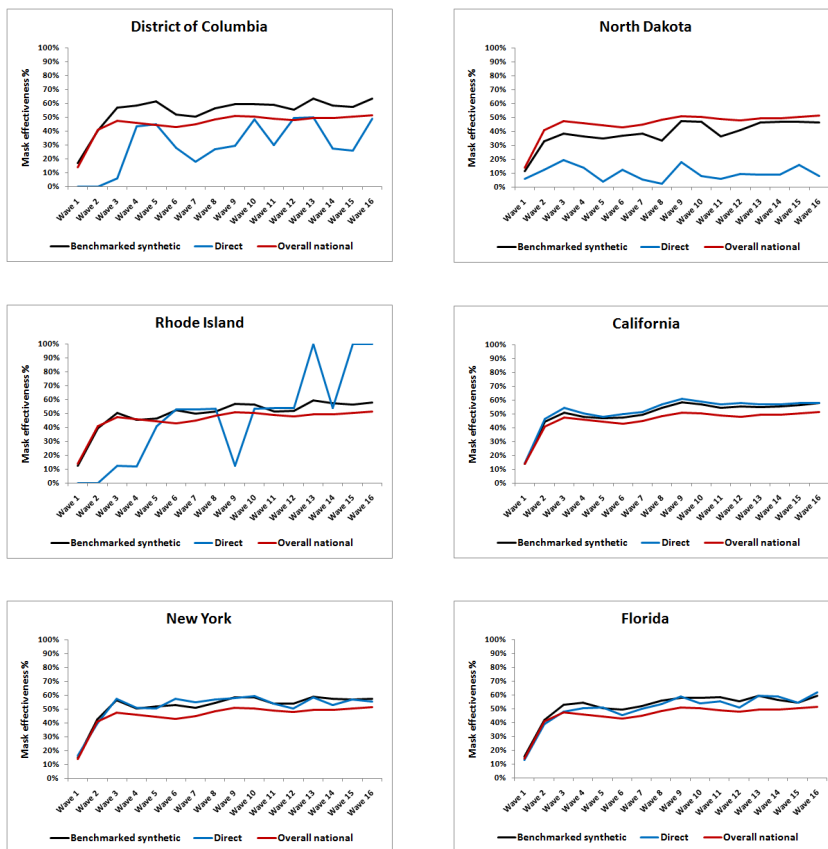 District of Columbia
Mask effectiveness %
100%
90%
80%
70%
60%
50%
40%
30%
20%
10%
0%
Wave 1 Wave 2 Wave 3 Wave 4 Wave 5 Wave 6 Wave 7 Wave 8 Wave 9 Wave 10 Wave 11 Wave 12 Wave 13 Wave 14 Wave 15 Wave 16
Benchmarked synthetic Direct Overall national
North Dakota
Mask effectiveness %
100%
90%
80%
70%
60%
50%
40%
30%
20%
10%
0%
Wave 1 Wave 2 Wave 3 Wave 4 Wave 5 Wave 6 Wave 7 Wave 8 Wave 9 Wave 10 Wave 11 Wave 12 Wave 13 Wave 14 Wave 15 Wave 16
Benchmarked synthetic Direct Overall national
Rhode Island
Mask effectiveness %
100%
90%
80%
70%
60%
50%
40%
30%
20%
10%
0%
Wave 1 Wave 2 Wave 3 Wave 4 Wave 5 Wave 6 Wave 7 Wave 8 Wave 9 Wave 10 Wave 11 Wave 12 Wave 13 Wave 14 Wave 15 Wave 16
Benchmarked synthetic Direct Overall national
California
Mask effectiveness %
100%
90%
80%
70%
60%
50%
40%
30%
20%
10%
0%
Wave 1 Wave 2 Wave 3 Wave 4 Wave 5 Wave 6 Wave 7 Wave 8 Wave 9 Wave 10 Wave 11 Wave 12 Wave 13 Wave 14 Wave 15 Wave 16
Benchmarked synthetic Direct Overall national
New York
Mask effectiveness %
100%
90%
80%
70%
60%
50%
40%
30%
20%
10%
0%
Wave 1 Wave 2 Wave 3 Wave 4 Wave 5 Wave 6 Wave 7 Wave 8 Wave 9 Wave 10 Wave 11 Wave 12 Wave 13 Wave 14 Wave 15 Wave 16
Benchmarked synthetic Direct Overall national
Florida
Mask effectiveness %
100%
90%
80%
70%
60%
50%
40%
30%
20%
10%
0%
Wave 1 Wave 2 Wave 3 Wave 4 Wave 5 Wave 6 Wave 7 Wave 8 Wave 9 Wave 10 Wave 11 Wave 12 Wave 13 Wave 14 Wave 15 Wave 16
Benchmarked synthetic Direct Overall national